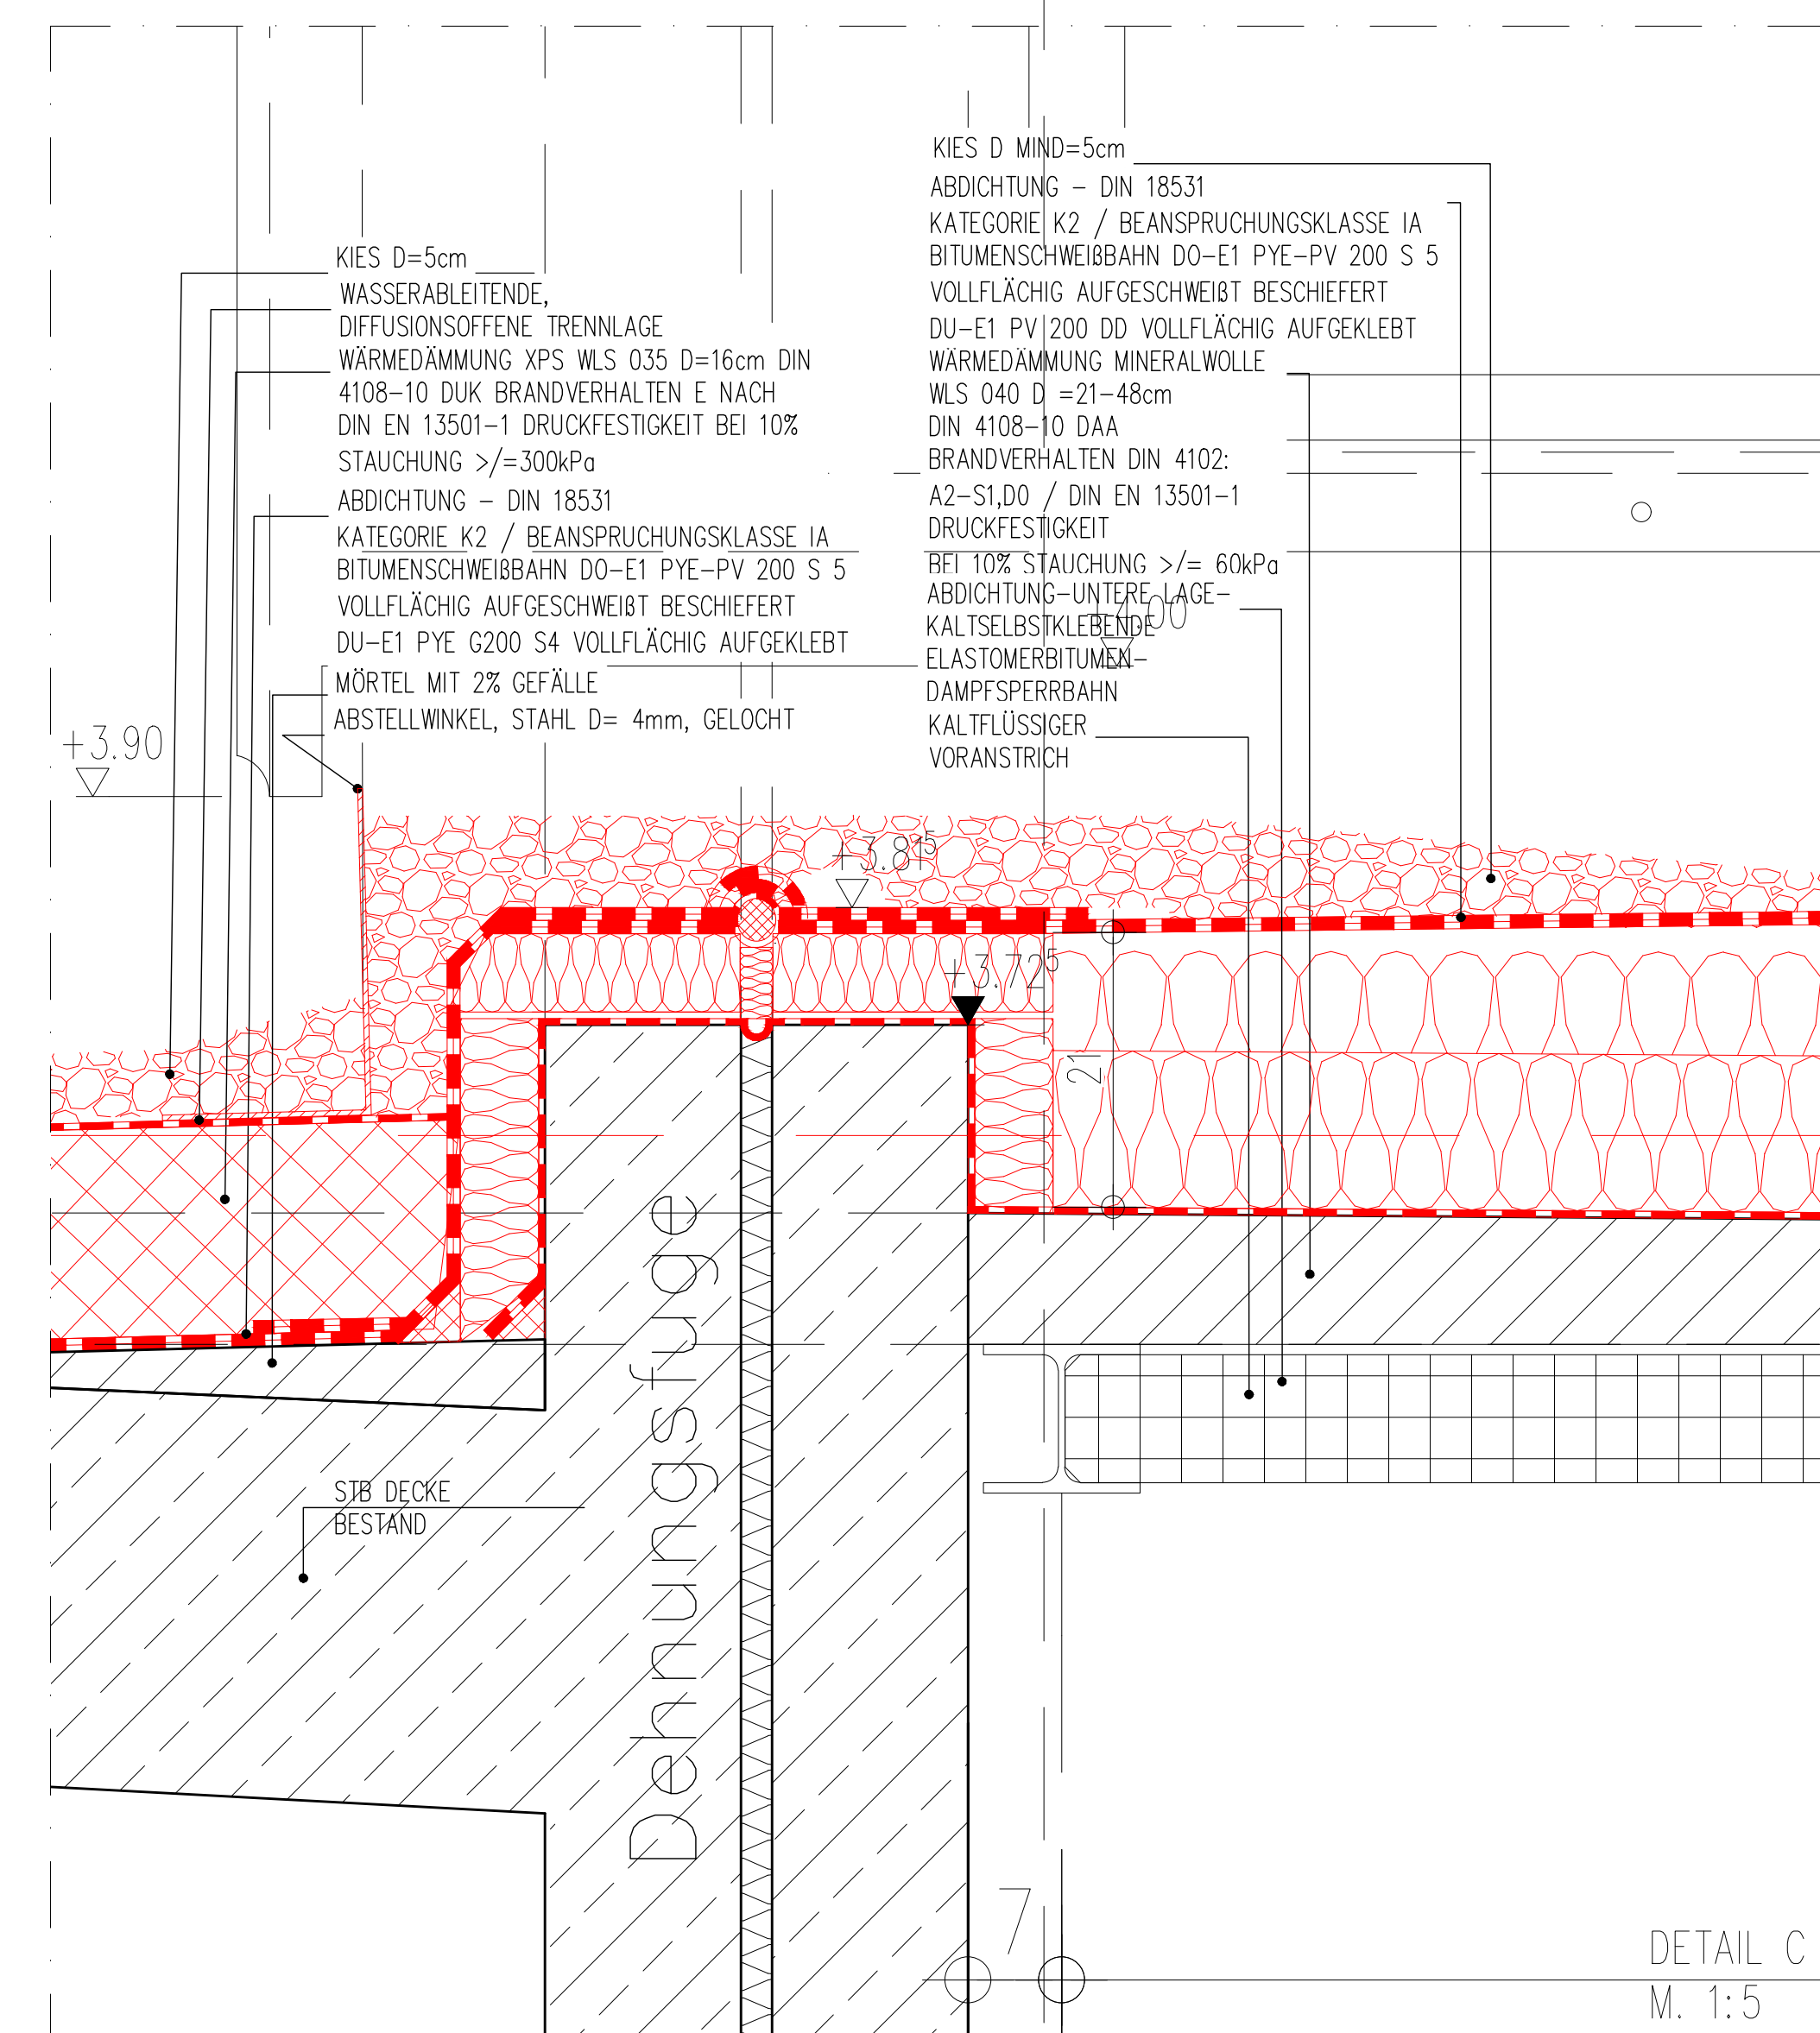 KIES D MIND=5cm
ABDICHTUNG – DIN 18531
KATEGORIE K2 / BEANSPRUCHUNGSKLASSE IA
BITUMENSCHWEIßBAHN DO–E1 PYE–PV 200 S 5
VOLLFLÄCHIG AUFGESCHWEIßT BESCHIEFERT
DU–E1 PV 200 DD VOLLFLÄCHIG AUFGEKLEBT
WÄRMEDÄMMUNG MINERALWOLLE
WLS 040 D =21–48cm
DIN 4108–10 DAA
BRANDVERHALTEN DIN 4102:
A2–S1,D0 / DIN EN 13501–1
DRUCKFESTIGKEIT
BEI 10% STAUCHUNG >/= 60kPa
ABDICHTUNG–UNTERE LAGE–
KALTSELBSTKLEBENDE
ELASTOMERBITUMEN–
DAMPFSPERRBAHN
KALTFLÜSSIGER
VORANSTRICH
+4.00
KIES D=5cm
WASSERABLEITENDE,
DIFFUSIONSOFFENE TRENNLAGE
WÄRMEDÄMMUNG XPS WLS 035 D=16cm DIN
4108–10 DUK BRANDVERHALTEN E NACH
DIN EN 13501–1 DRUCKFESTIGKEIT BEI 10%
STAUCHUNG >/=300kPa
ABDICHTUNG – DIN 18531
KATEGORIE K2 / BEANSPRUCHUNGSKLASSE IA
BITUMENSCHWEIßBAHN DO–E1 PYE–PV 200 S 5
VOLLFLÄCHIG AUFGESCHWEIßT BESCHIEFERT
DU–E1 PYE G200 S4 VOLLFLÄCHIG AUFGEKLEBT
MÖRTEL MIT 2% GEFÄLLE
ABSTELLWINKEL, STAHL D= 4mm, GELOCHT
+3.90
+3.81⁵
+3.72⁵
21
Dehnungsfuge
STB DECKE
BESTAND
7
DETAIL C
M. 1:5